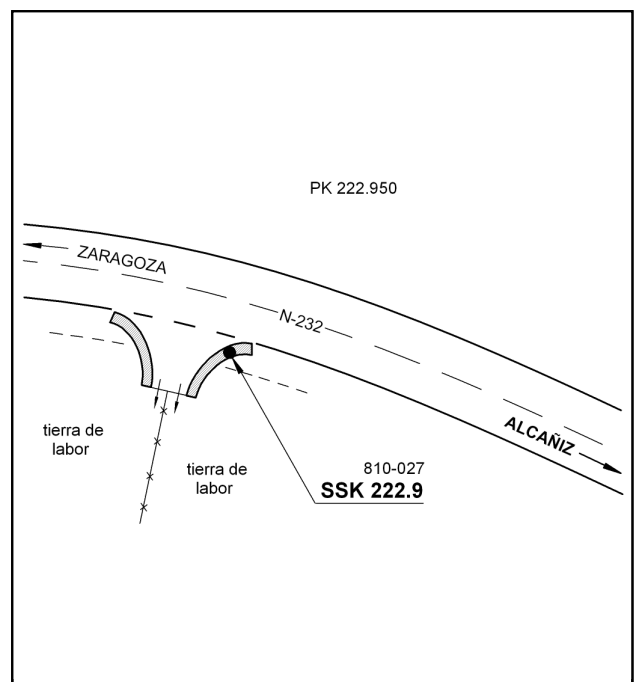 PK 222.950
ZARAGOZA
N-232
ALCAÑIZ
tierra de
labor
tierra de
labor
810-027
SSK 222.9